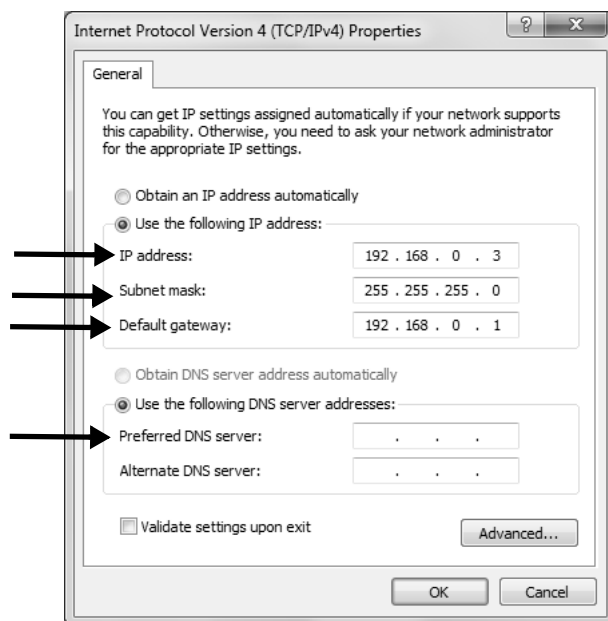 Internet Protocol Version 4 (TCP/IPv4) Properties
?
X
General
You can get IP settings assigned automatically if your network supports
this capability. Otherwise, you need to ask your network administrator
for the appropriate IP settings.
Obtain an IP address automatically
Use the following IP address:
IP address: 192 . 168 . 0 . 3
Subnet mask: 255 . 255 . 255 . 0
Default gateway: 192 . 168 . 0 . 1
Obtain DNS server address automatically
Use the following DNS server addresses:
Preferred DNS server: . . .
Alternate DNS server: . . .
Validate settings upon exit
Advanced...
OK Cancel